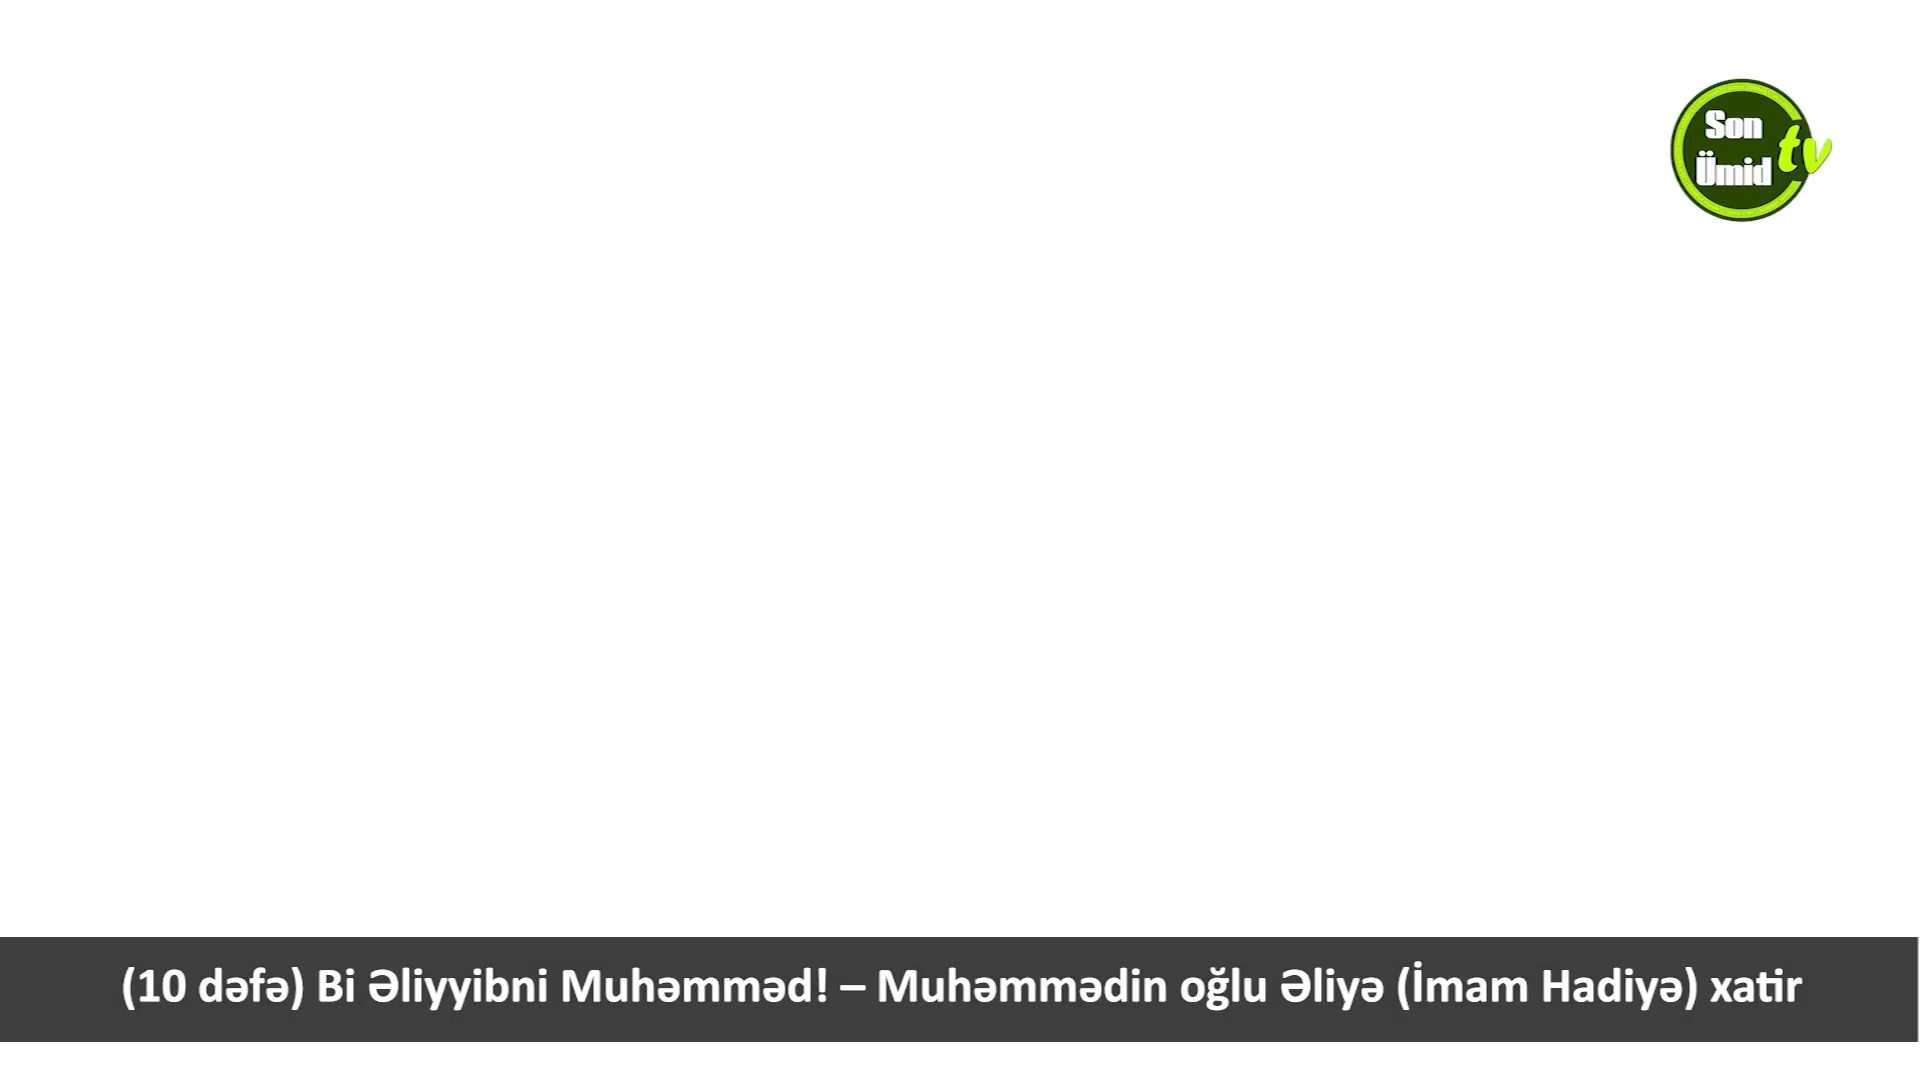 Son
Ümid tv
(10 dəfə) Bi Əliyyibni Muhəmməd! – Muhəmmədin oğlu Əliyə (İmam Hadiyə) xatir